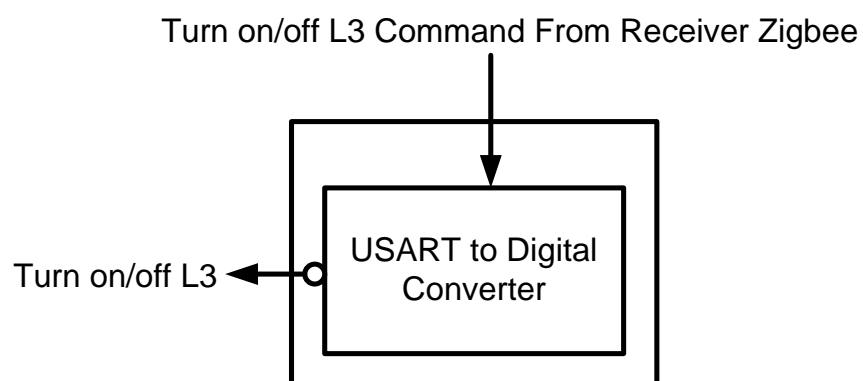 Turn on/off L3 Command From Receiver Zigbee
USART to Digital
Converter
Turn on/off L3